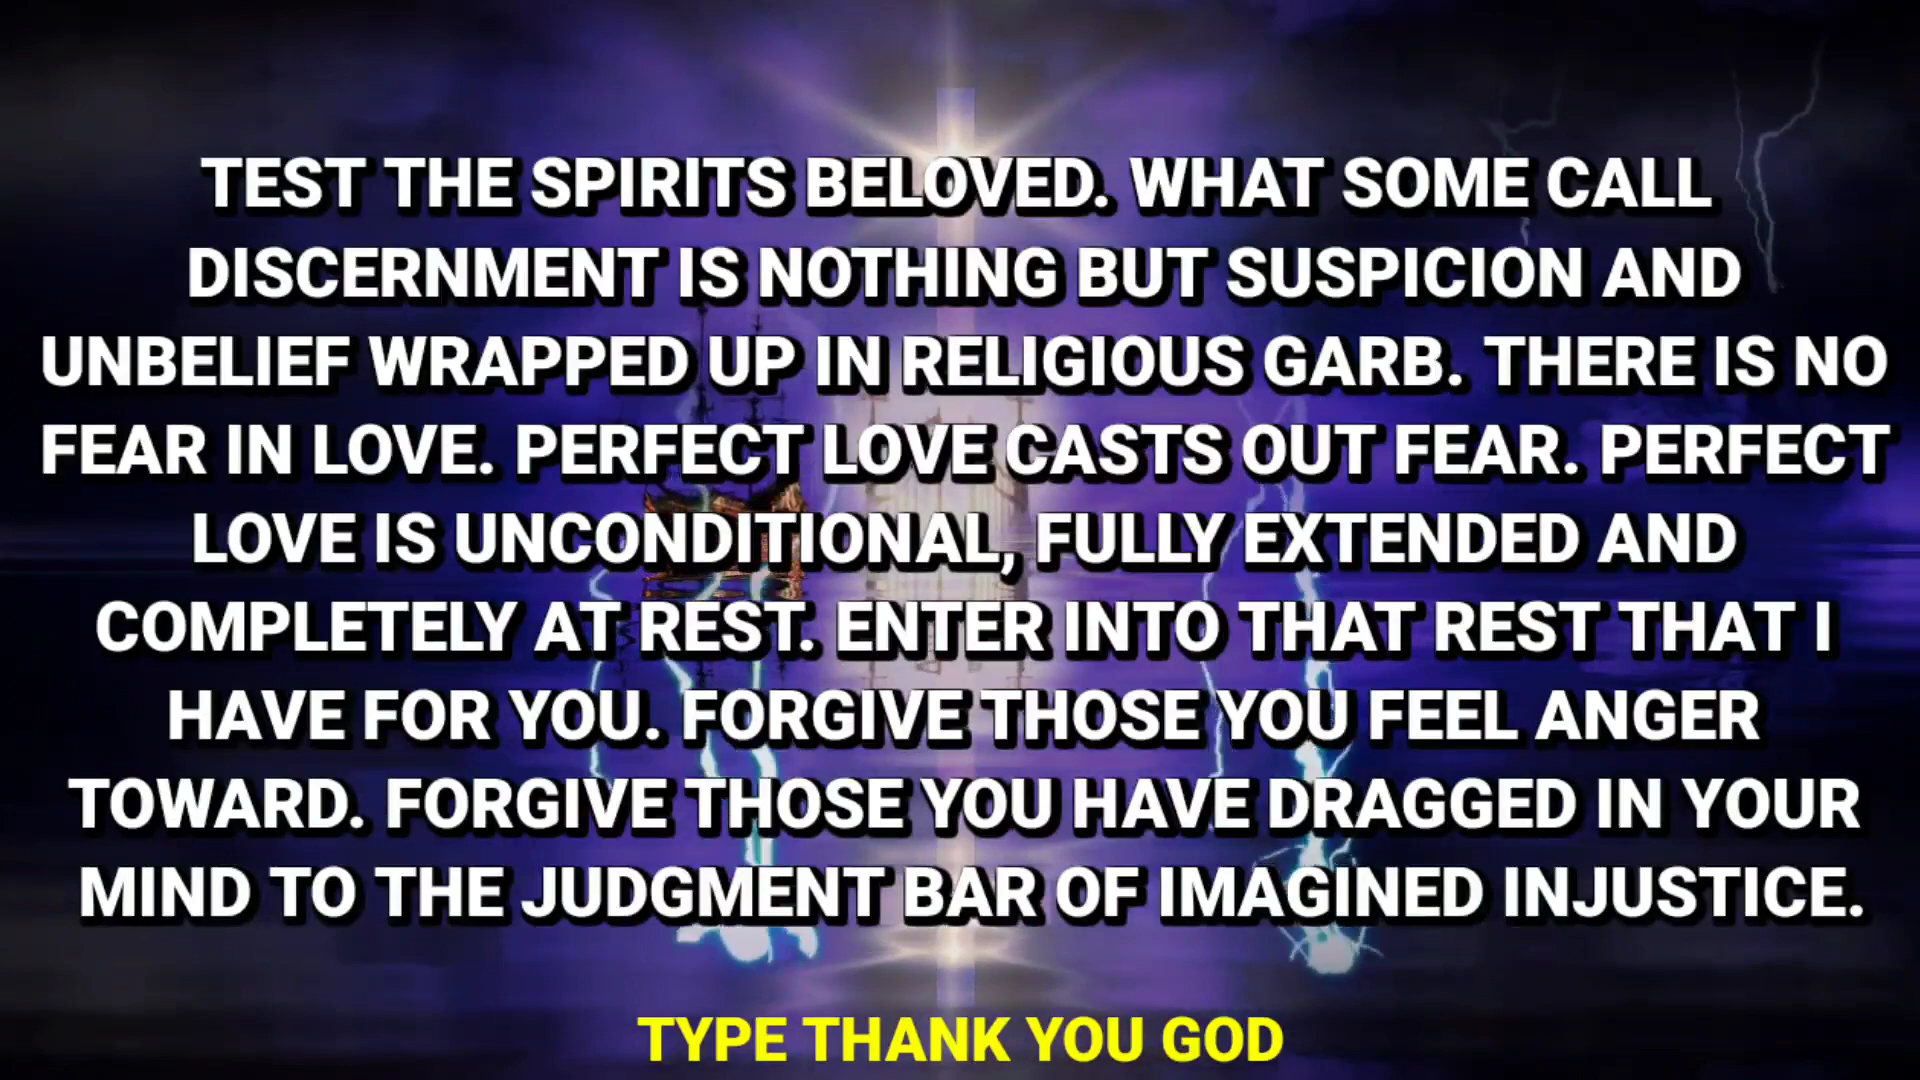 TEST THE SPIRITS BELOVED. WHAT SOME CALL
DISCERNMENT IS NOTHING BUT SUSPICION AND
UNBELIEF WRAPPED UP IN RELIGIOUS GARB. THERE IS NO
FEAR IN LOVE. PERFECT LOVE CASTS OUT FEAR. PERFECT
LOVE IS UNCONDITIONAL, FULLY EXTENDED AND
COMPLETELY AT REST. ENTER INTO THAT REST THAT I
HAVE FOR YOU. FORGIVE THOSE YOU FEEL ANGER
TOWARD. FORGIVE THOSE YOU HAVE DRAGGED IN YOUR
MIND TO THE JUDGMENT BAR OF IMAGINED INJUSTICE.
TYPE THANK YOU GOD